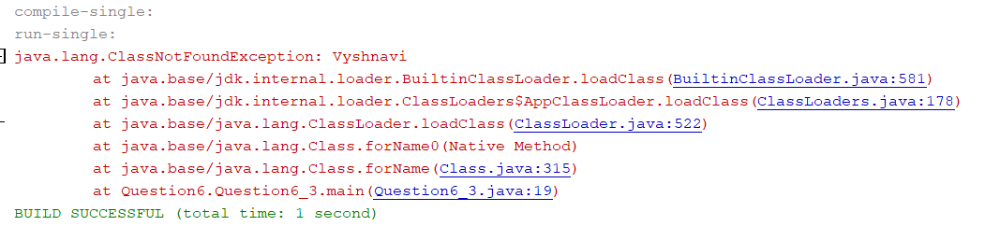 compile-single:
run-single:
java.lang.ClassNotFoundException: Vyshnavi
at java.base/jdk.internal.loader.BuiltinClassLoader.loadClass(BuiltinClassLoader.java:581)
at java.base/jdk.internal.loader.ClassLoaders$AppClassLoader.loadClass(ClassLoaders.java:178)
at java.base/java.lang.ClassLoader.loadClass(ClassLoader.java:522)
at java.base/java.lang.Class.forName0(Native Method)
at java.base/java.lang.Class.forName(Class.java:315)
at Question6.Question6_3.main(Question6_3.java:19)
BUILD SUCCESSFUL (total time: 1 second)